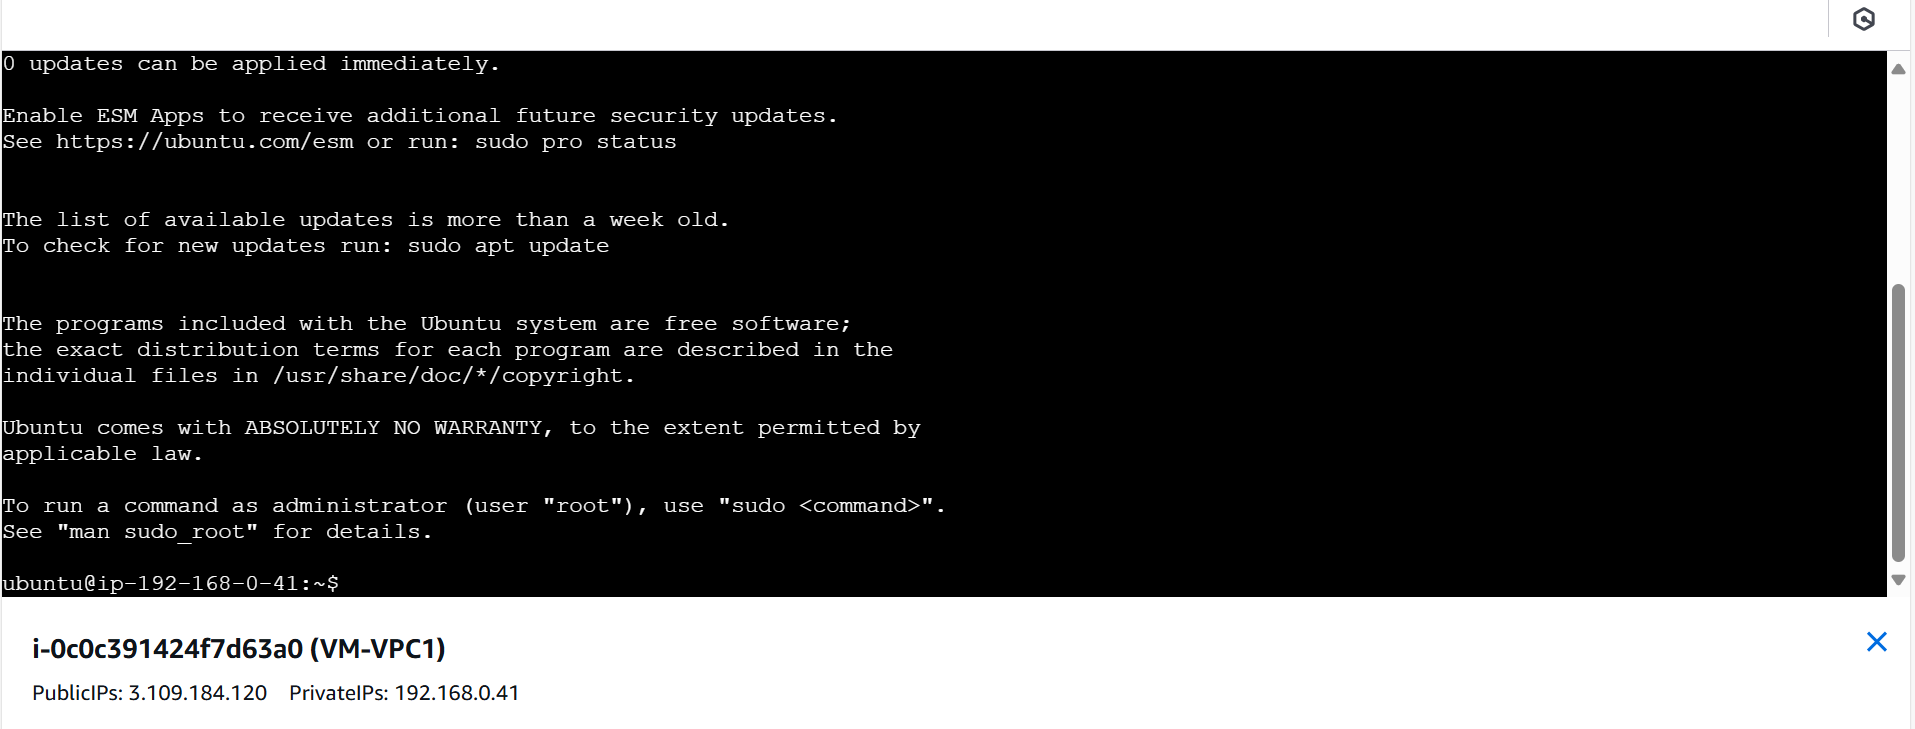 0 updates can be applied immediately.
Enable ESM Apps to receive additional future security updates.
See https://ubuntu.com/esm or run: sudo pro status
The list of available updates is more than a week old.
To check for new updates run: sudo apt update
The programs included with the Ubuntu system are free software;
the exact distribution terms for each program are described in the
individual files in /usr/share/doc/*/copyright.
Ubuntu comes with ABSOLUTELY NO WARRANTY, to the extent permitted by
applicable law.
To run a command as administrator (user "root"), use "sudo <command>".
See "man sudo_root" for details.
ubuntu@ip-192-168-0-41:~$
i-0c0c391424f7d63a0 (VM-VPC1)
PublicIPs: 3.109.184.120 PrivateIPs: 192.168.0.41